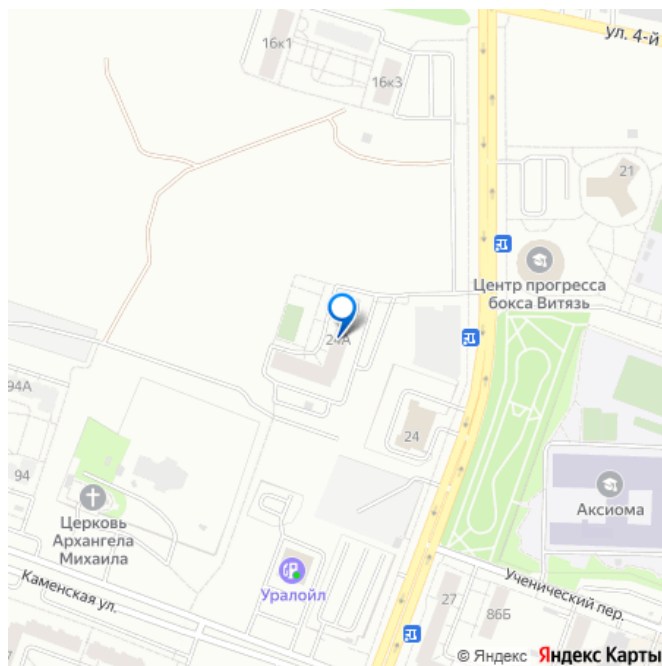 16к1
ул. 4-й
16к3
21
Центр прогресса
бокса Витязь
24А
94А
24
94
Аксиома
Церковь
Архангела
Михаила
Уралойл
Каменская ул.
Ученический пер.
27
86Б
7
© Яндекс Яндекс Карты